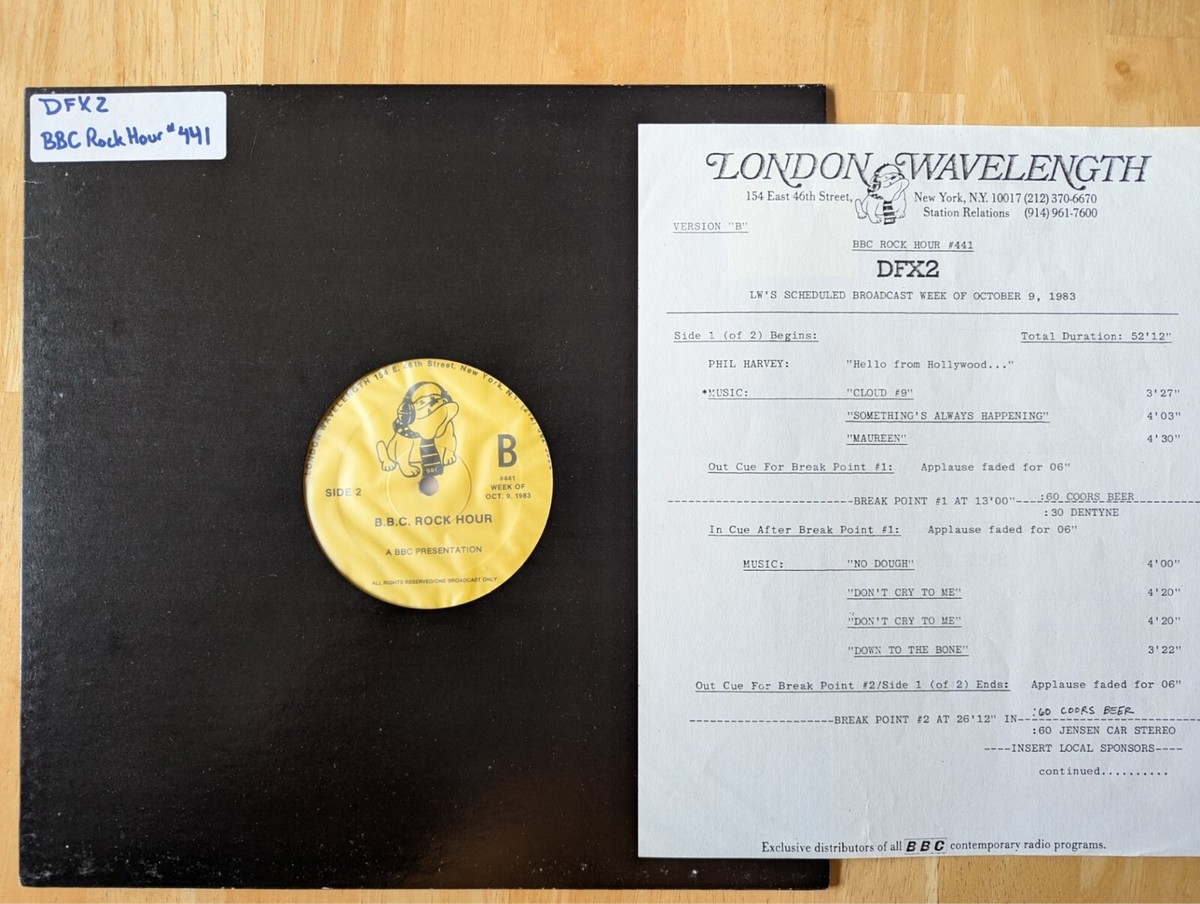 DFX2
BBC Rock Hour #441
LONDON WAVELENGTH 154 E. 46th Street, New York, N.Y.
BBC
SIDE 2
B
#441
WEEK OF
OCT. 9, 1983
B.B.C. ROCK HOUR
A BBC PRESENTATION
ALL RIGHTS RESERVED/ONE BROADCAST ONLY
LONDON WAVELENGTH
154 East 46th Street, New York, N.Y. 10017 (212) 370-6670
Station Relations (914) 961-7600
VERSION "B"
BBC ROCK HOUR #441
DFX2
LW'S SCHEDULED BROADCAST WEEK OF OCTOBER 9, 1983
Side 1 (of 2) Begins: Total Duration: 52'12"
PHIL HARVEY: "Hello from Hollywood..."
*MUSIC: "CLOUD #9" 3'27"
"SOMETHING'S ALWAYS HAPPENING" 4'03"
"MAUREEN" 4'30"
Out Cue For Break Point #1: Applause faded for 06"
--------------------BREAK POINT #1 AT 13'00"--- :60 COORS BEER
:30 DENTYNE
In Cue After Break Point #1: Applause faded for 06"
MUSIC: "NO DOUGH" 4'00"
"DON'T CRY TO ME" 4'20"
"DON'T CRY TO ME" 4'20"
"DOWN TO THE BONE" 3'22"
Out Cue For Break Point #2/Side 1 (of 2) Ends: Applause faded for 06"
--------------------BREAK POINT #2 AT 26'12" IN-- :60 COORS BEER
:60 JENSEN CAR STEREO
----INSERT LOCAL SPONSORS----
continued..........
Exclusive distributors of all BBC contemporary radio programs.